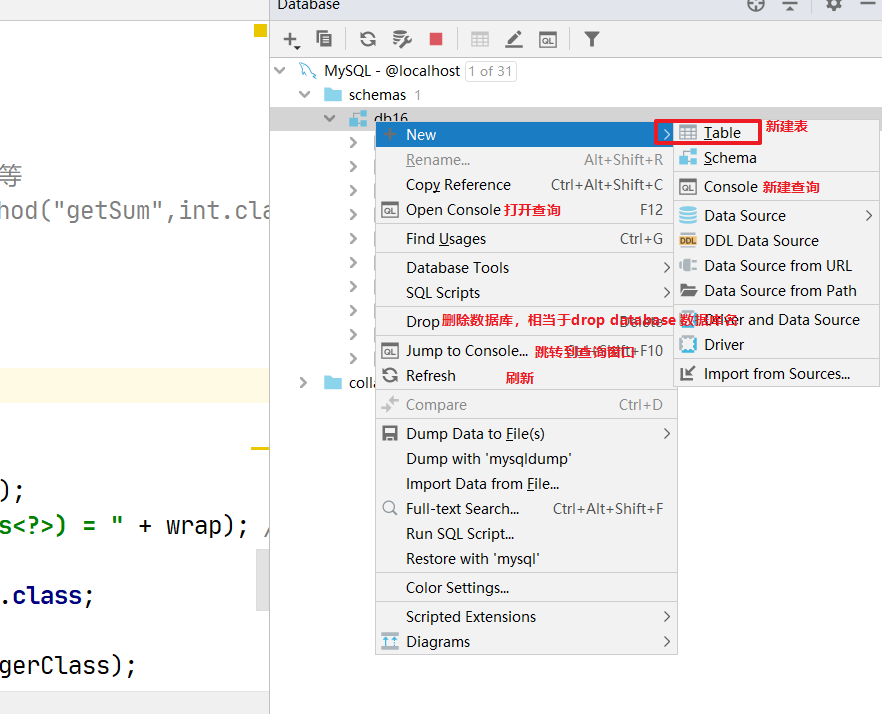 Database
MySQL - @localhost 1 of 31
schemas 1
db16
colla
等
hod("getSum",int.cla
);
s<?>) = " + wrap); /
.class;
gerClass);
New
Rename... Alt+Shift+R
Copy Reference Ctrl+Alt+Shift+C
Open Console 打开查询 F12
Find Usages Ctrl+G
Database Tools
SQL Scripts
Drop 删除数据库，相当于drop database 数据库名
Jump to Console... 跳转到查询窗口 +F10
Refresh 刷新
Compare Ctrl+D
Dump Data to File(s)
Dump with 'mysqldump'
Import Data from File...
Full-text Search... Ctrl+Alt+Shift+F
Run SQL Script...
Restore with 'mysql'
Color Settings...
Scripted Extensions
Diagrams
Table 新建表
Schema
Console 新建查询
Data Source
DDL Data Source
Data Source from URL
Data Source from Path
Driver and Data Source
Driver
Import from Sources...